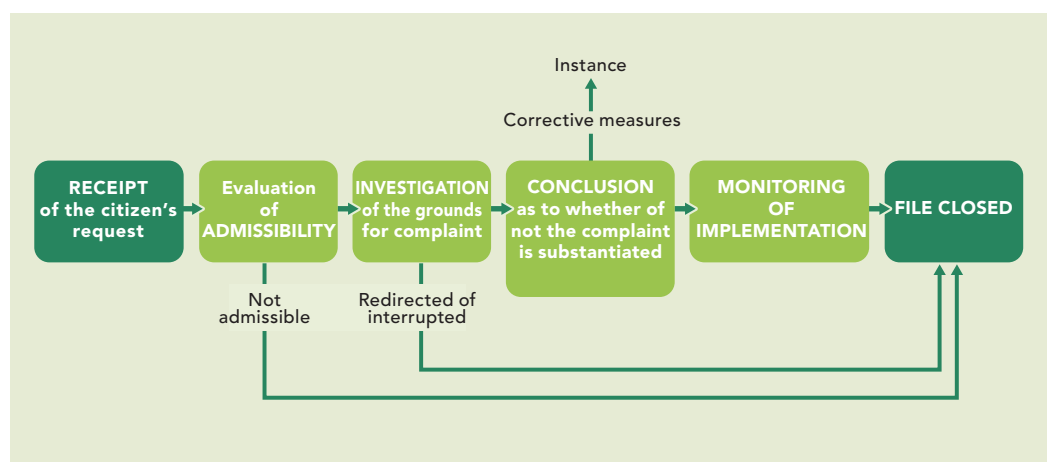 Instance
Corrective measures
RECEIPT
of the citizen's
request
Evaluation
of
ADMISSIBILITY
INVESTIGATION
of the grounds
for complaint
CONCLUSION
as to whether of
not the complaint
is substantiated
MONITORING
OF
IMPLEMENTATION
FILE CLOSED
Not
admissible
Redirected of
interrupted